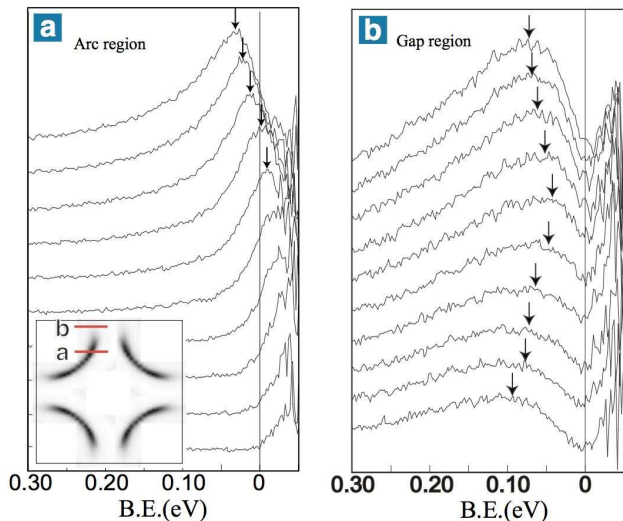 a
Arc region
b
Gap region
b
a
0.30
0.20
0.10
0
B.E.(eV)
0.30
0.20
0.10
0
B.E.(eV)